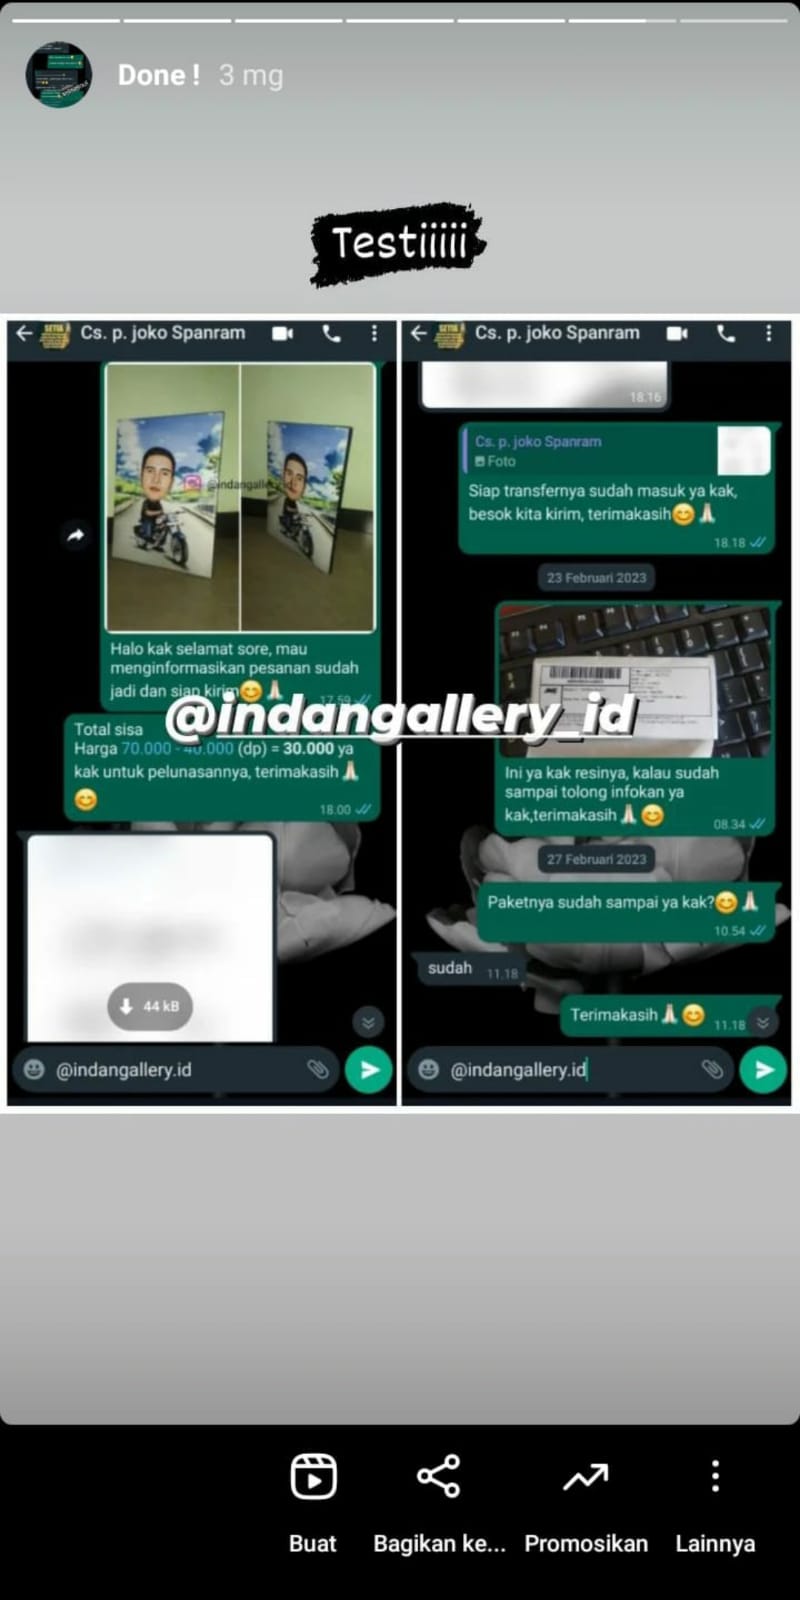 Done ! 3 mg
Testiiiii
Cs. p. joko Spanram
@indangallery.id
Halo kak selamat sore, mau
menginformasikan pesanan sudah
jadi dan siap kirim😊🙏🏻
17.59
Total sisa
Harga 70.000 - 40.000 (dp) = 30.000 ya
kak untuk pelunasannya, terimakasih🙏🏻
😊
18.00
44 kB
@indangallery.id
Cs. p. joko Spanram
18.16
Cs. p. joko Spanram
Foto
Siap transfernya sudah masuk ya kak,
besok kita kirim, terimakasih😊🙏🏻
18.18
23 Februari 2023
@indangallery_id
Ini ya kak resinya, kalau sudah
sampai tolong infokan ya
kak,terimakasih🙏🏻😊
08.34
27 Februari 2023
Paketnya sudah sampai ya kak?😊🙏🏻
10.54
sudah 11.18
Terimakasih🙏🏻😊
11.18
@indangallery.id
Buat
Bagikan ke...
Promosikan
Lainnya